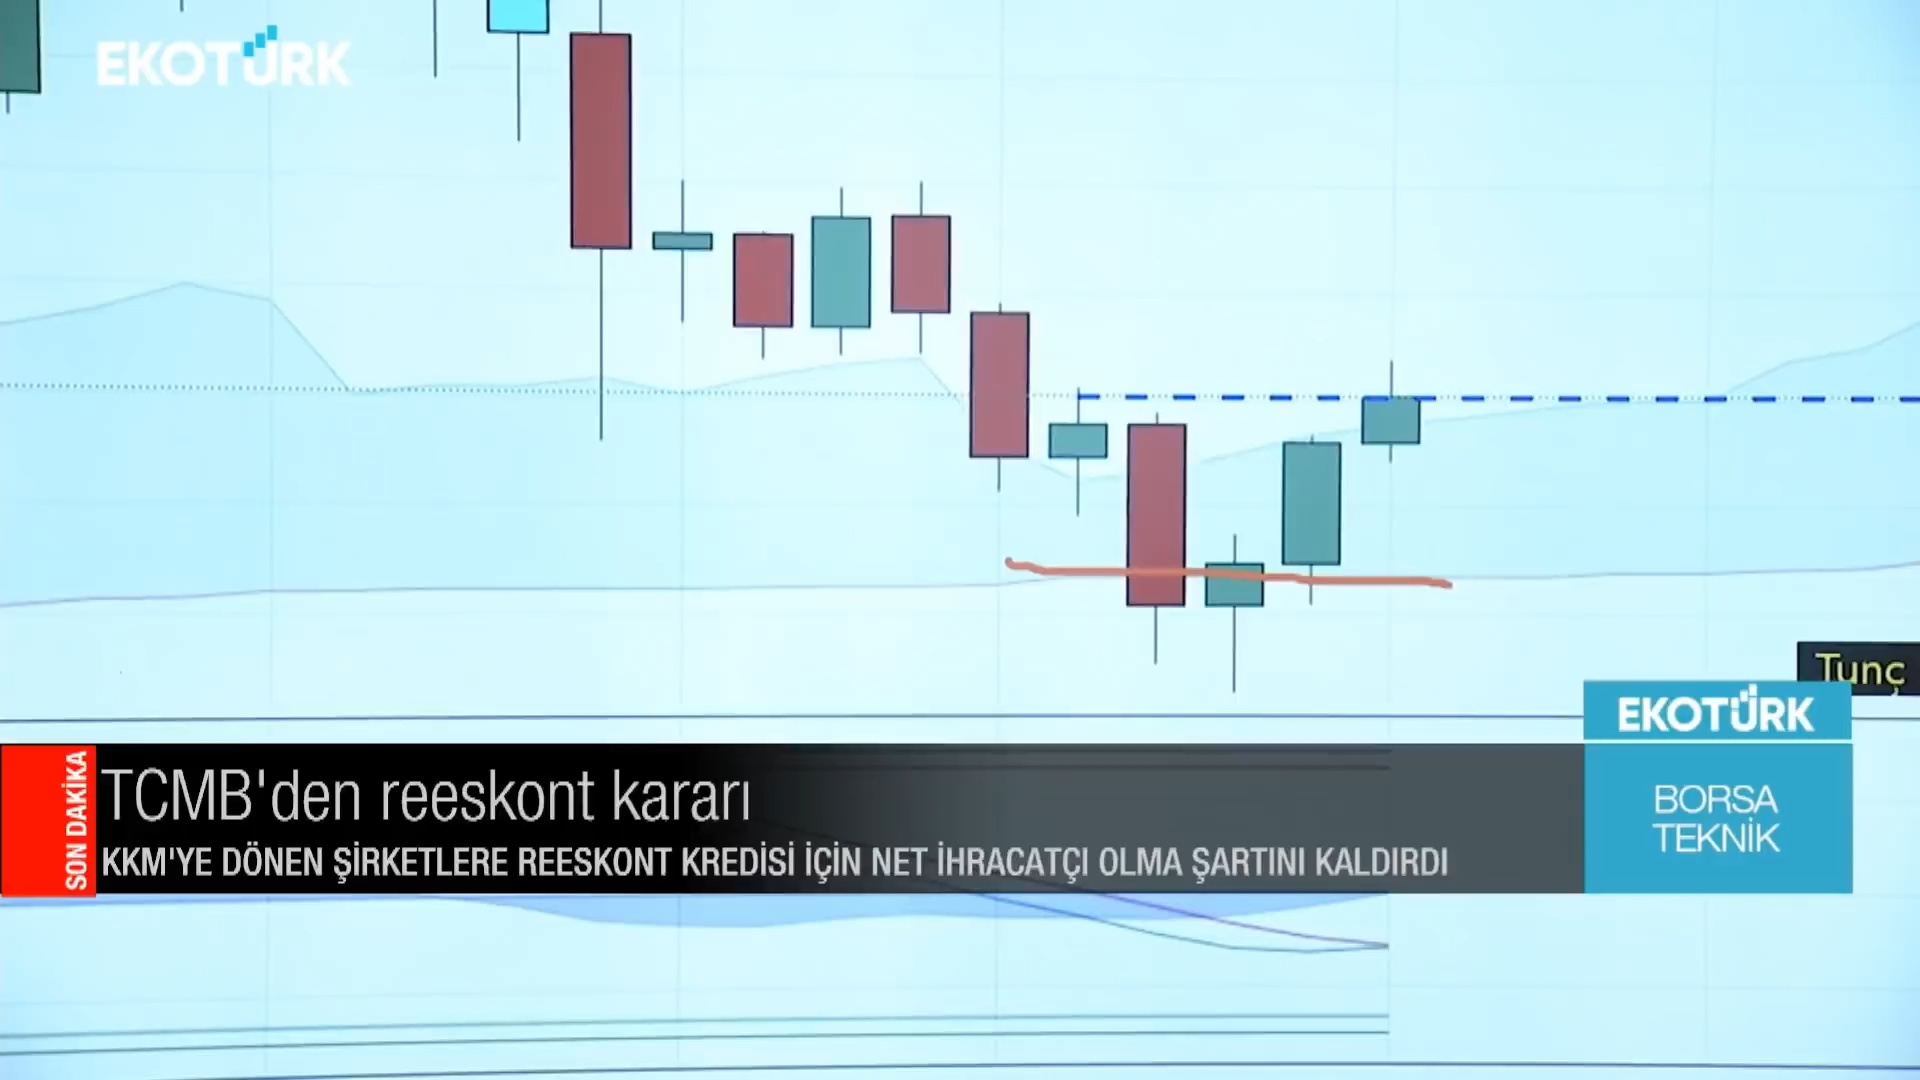 EKOTÜRK
Tunç
EKOTÜRK
SON DAKİKA
TCMB'den reeskont kararı
KKM'YE DÖNEN ŞİRKETLERE REESKONT KREDİSİ İÇİN NET İHRACATÇI OLMA ŞARTINI KALDIRDI
BORSA
TEKNİK